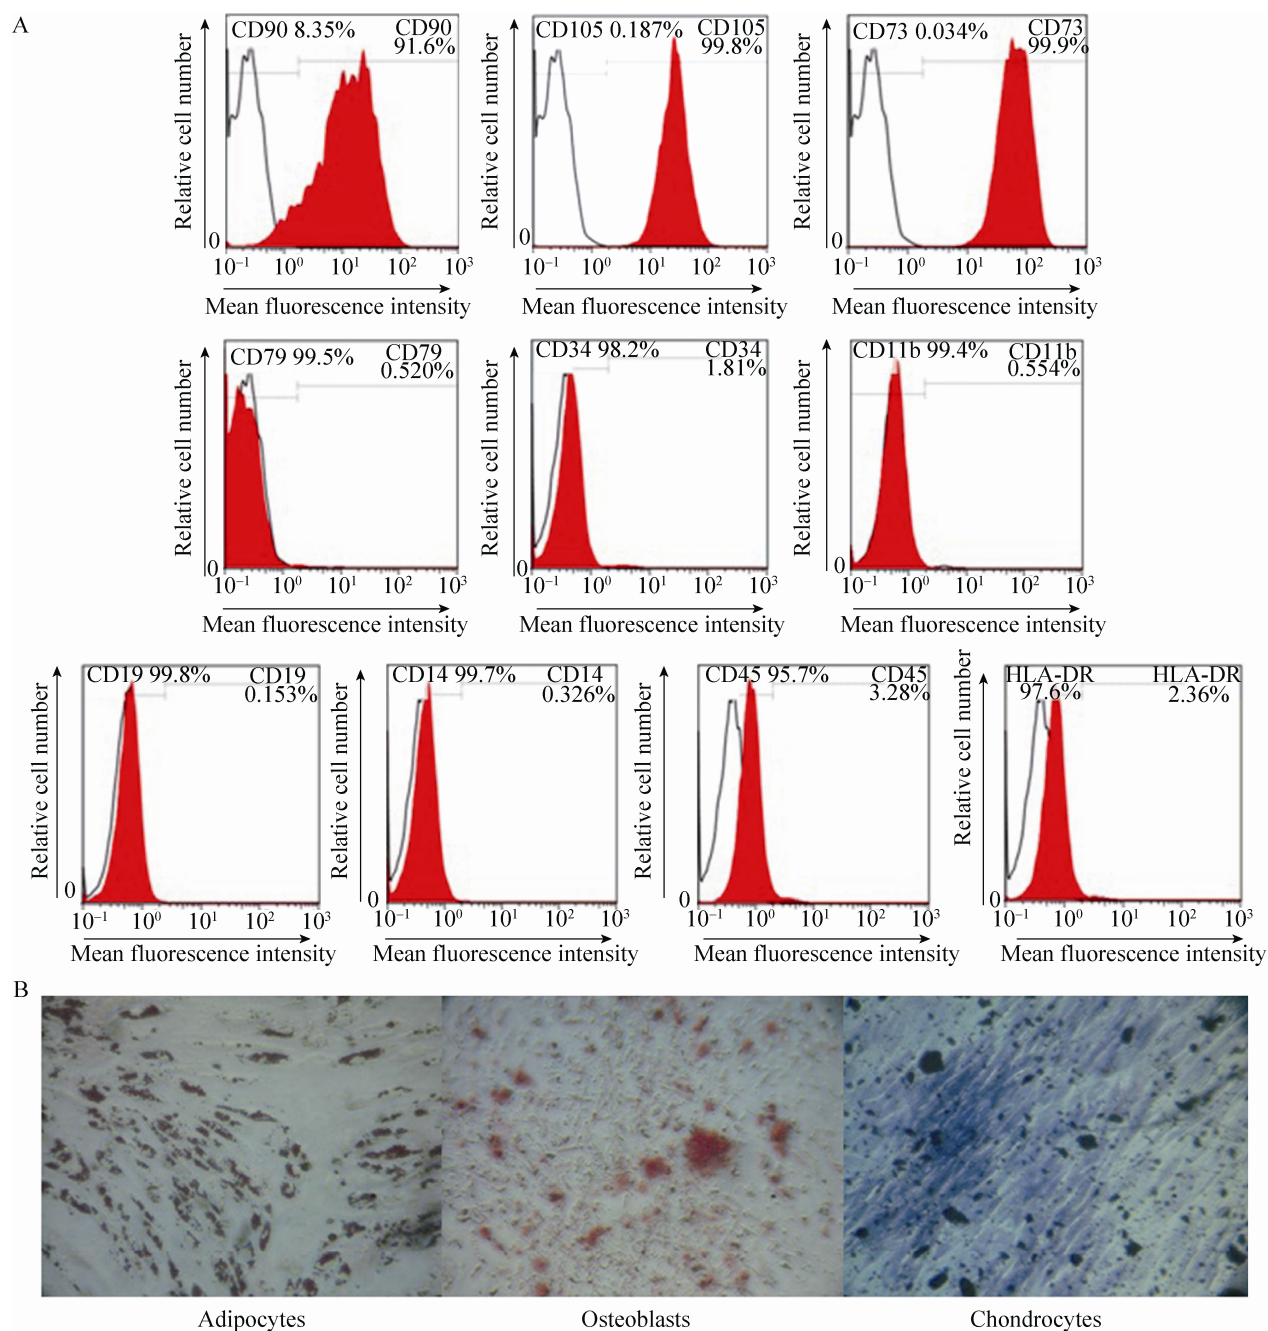 A
CD90 8.35%
CD90
91.6%
CD105 0.187%
CD105
99.8%
CD73 0.034%
CD73
99.9%
Relative cell number
Relative cell number
Relative cell number
0
0
0
10⁻¹ 10⁰ 10¹ 10² 10³
10⁻¹ 10⁰ 10¹ 10² 10³
10⁻¹ 10⁰ 10¹ 10² 10³
Mean fluorescence intensity
Mean fluorescence intensity
Mean fluorescence intensity
CD79 99.5%
CD79
0.520%
CD34 98.2%
CD34
1.81%
CD11b 99.4%
CD11b
0.554%
Relative cell number
Relative cell number
Relative cell number
0
0
0
10⁻¹ 10⁰ 10¹ 10² 10³
10⁻¹ 10⁰ 10¹ 10² 10³
10⁻¹ 10⁰ 10¹ 10² 10³
Mean fluorescence intensity
Mean fluorescence intensity
Mean fluorescence intensity
CD19 99.8%
CD19
0.153%
CD14 99.7%
CD14
0.326%
CD45 95.7%
CD45
3.28%
HLA-DR
97.6%
HLA-DR
2.36%
Relative cell number
Relative cell number
Relative cell number
Relative cell number
0
0
0
0
10⁻¹ 10⁰ 10¹ 10² 10³
10⁻¹ 10⁰ 10¹ 10² 10³
10⁻¹ 10⁰ 10¹ 10² 10³
10⁻¹ 10⁰ 10¹ 10² 10³
Mean fluorescence intensity
Mean fluorescence intensity
Mean fluorescence intensity
Mean fluorescence intensity
B
Adipocytes
Osteoblasts
Chondrocytes